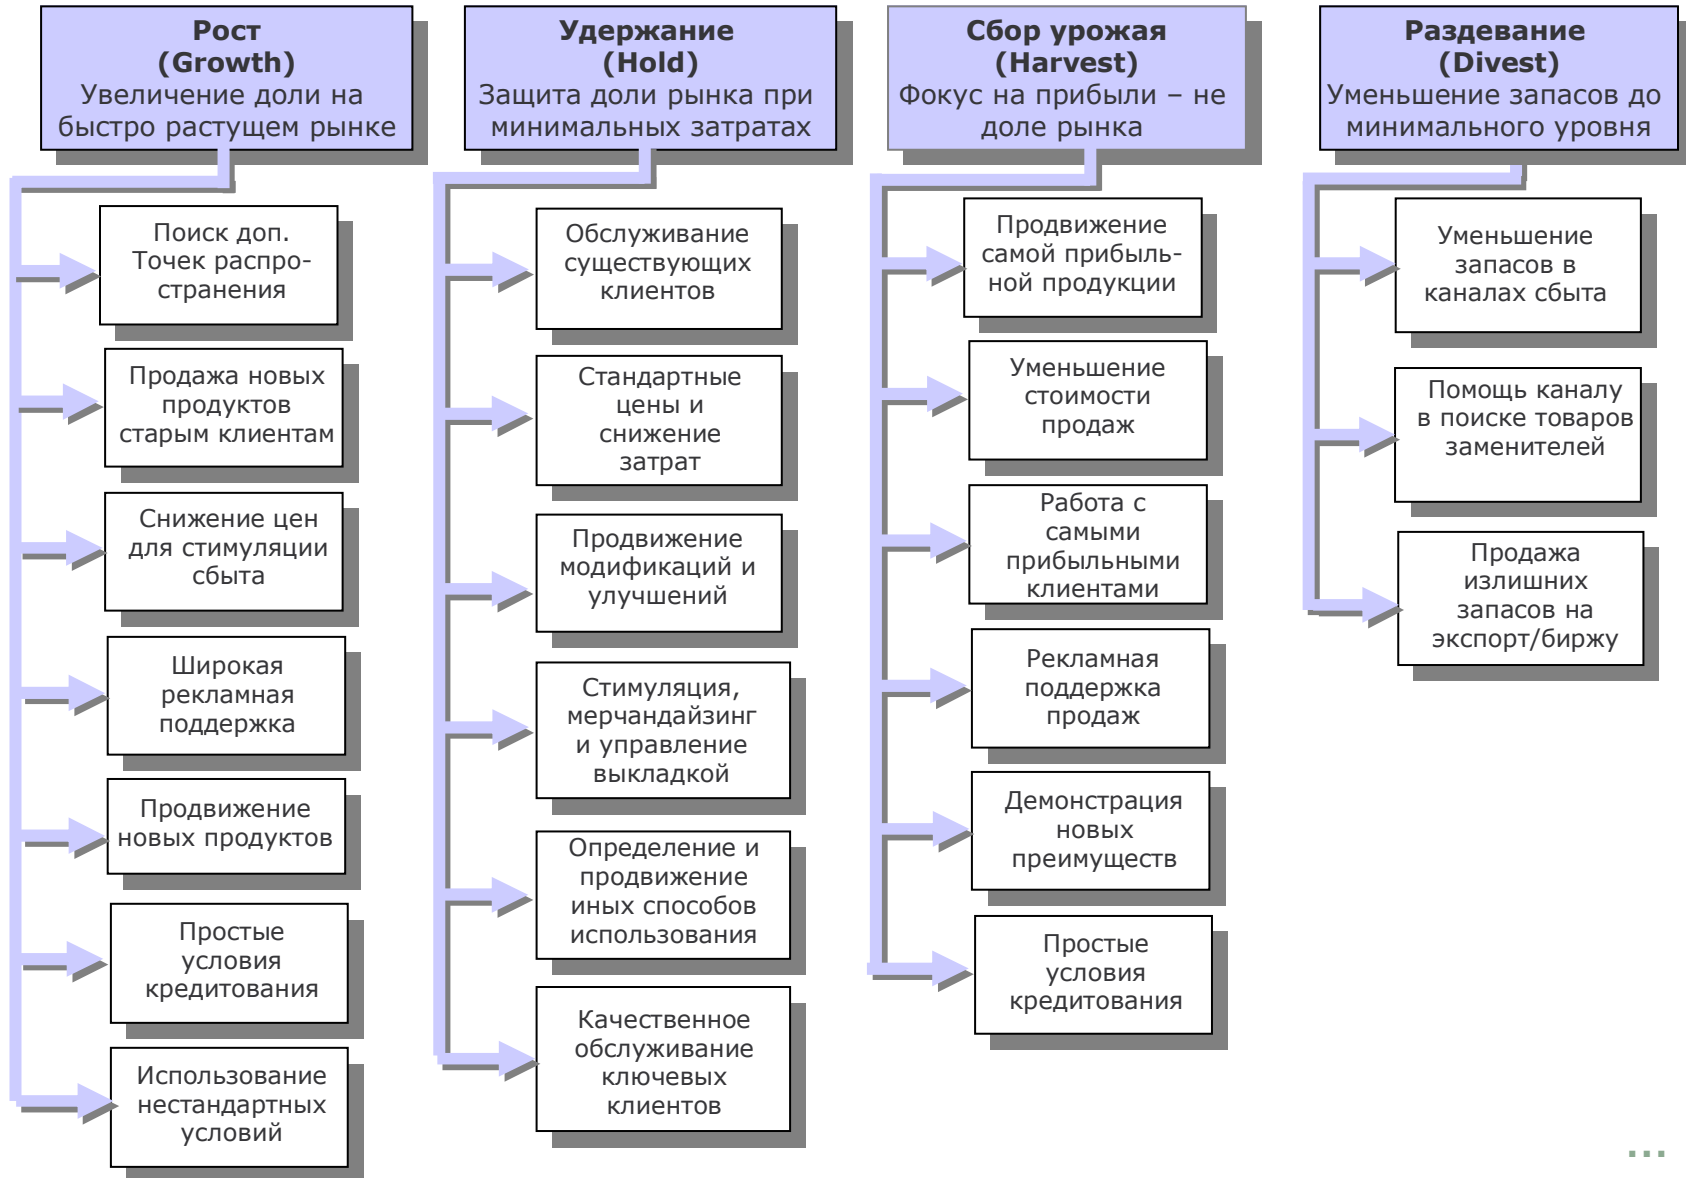 Рост
(Growth)
Увеличение доли на
быстро растущем рынке
Поиск доп.
Точек распро-
странения
Продажа новых
продуктов
старым клиентам
Снижение цен
для стимуляции
сбыта
Широкая
рекламная
поддержка
Продвижение
новых продуктов
Простые
условия
кредитования
Использование
нестандартных
условий
Удержание
(Hold)
Защита доли рынка при
минимальных затратах
Обслуживание
существующих
клиентов
Стандартные
цены и
снижение
затрат
Продвижение
модификаций и
улучшений
Стимуляция,
мерчандайзинг
и управление
выкладкой
Определение и
продвижение
иных способов
использования
Качественное
обслуживание
ключевых
клиентов
Сбор урожая
(Harvest)
Фокус на прибыли – не
доле рынка
Продвижение
самой прибыль-
ной продукции
Уменьшение
стоимости
продаж
Работа с
самыми
прибыльными
клиентами
Рекламная
поддержка
продаж
Демонстрация
новых
преимуществ
Простые
условия
кредитования
Раздевание
(Divest)
Уменьшение запасов до
минимального уровня
Уменьшение
запасов в
каналах сбыта
Помощь каналу
в поиске товаров
заменителей
Продажа
излишних
запасов на
экспорт/биржу
...